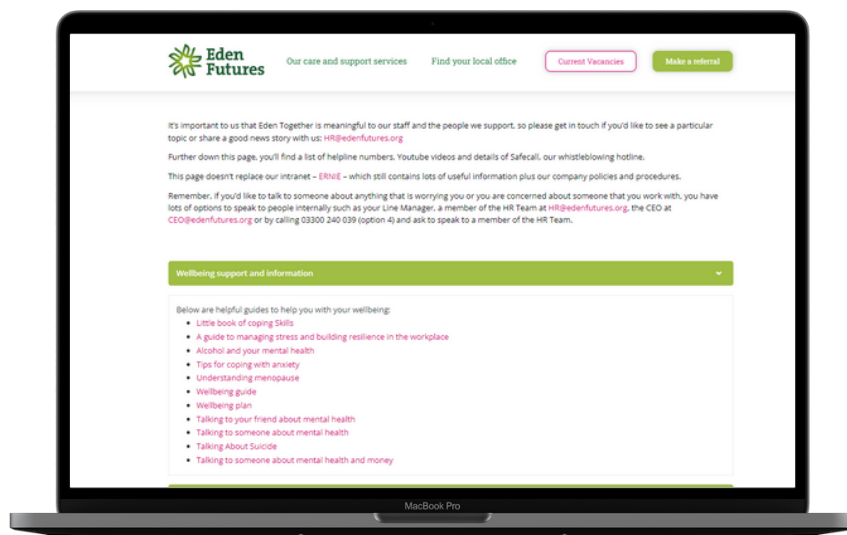 Eden
Futures
Our care and support services
Find your local office
Current Vacancies
Make a referral
It's important to us that Eden Together is meaningful to our staff and the people we support, so please get in touch if you'd like to see a particular
topic or share a good news story with us: HR@edenfutures.org
Further down this page, you'll find a list of helpline numbers, Youtube videos and details of Safecall, our whistleblowing hotline.
This page doesn't replace our intranet – ERNIE – which still contains lots of useful information plus our company policies and procedures.
Remember, if you'd like to talk to someone about anything that is worrying you or you are concerned about someone that you work with, you have
lots of options to speak to people internally such as your Line Manager, a member of the HR Team at HR@edenfutures.org, the CEO at
CEO@edenfutures.org or by calling 03300 240 039 (option 4) and ask to speak to a member of the HR Team.
Wellbeing support and information
Below are helpful guides to help you with your wellbeing:
• Little book of coping Skills
• A guide to managing stress and building resilience in the workplace
• Alcohol and your mental health
• Tips for coping with anxiety
• Understanding menopause
• Wellbeing guide
• Wellbeing plan
• Talking to your friend about mental health
• Talking to someone about mental health
• Talking About Suicide
• Talking to someone about mental health and money
MacBook Pro